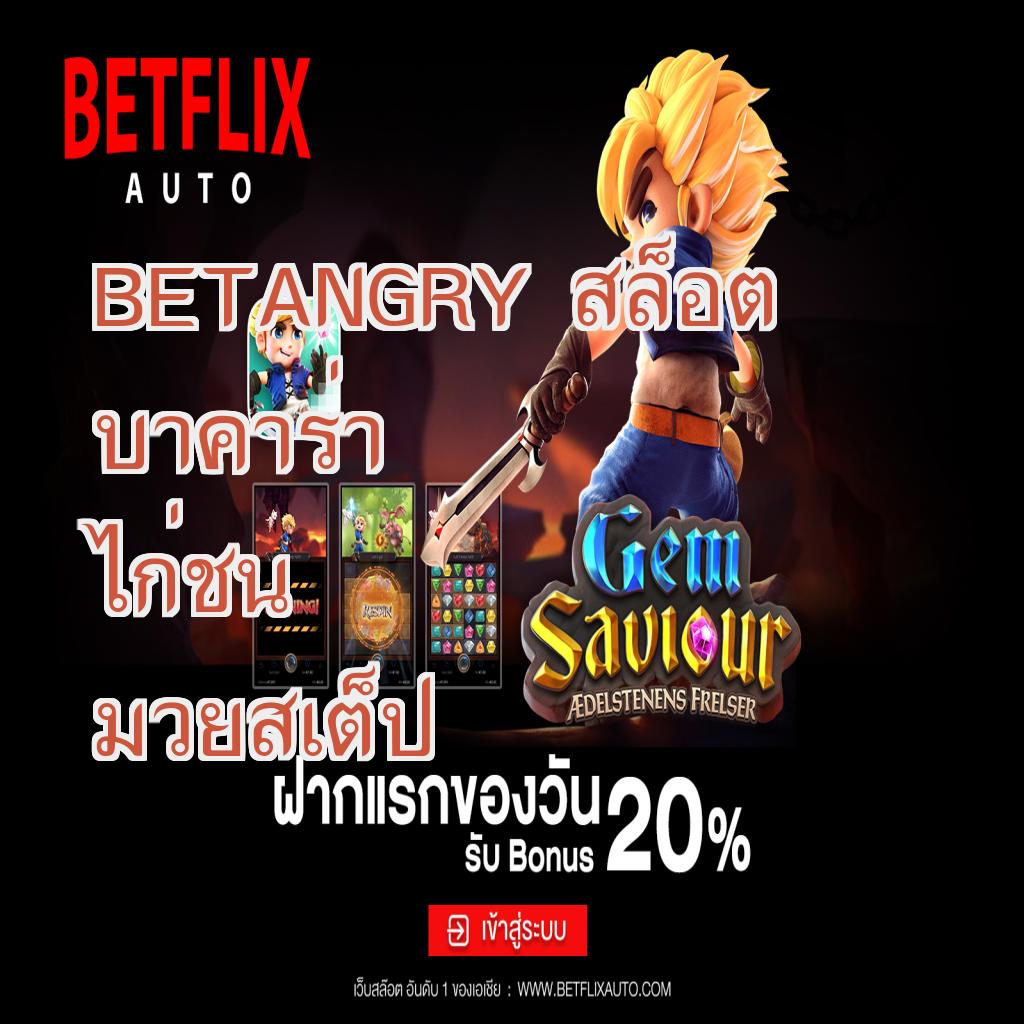 BETFLIX
AUTO
BETANGRY สล็อต
บาคาร่า
ไก่ชน
มวยสเต็ป
Gem
Saviour
ÆDELSTENENS FRELSER
ฝากแรกของวัน
รับ Bonus 20%
เข้าสู่ระบบ
เว็บสล๊อต อันดับ 1 ของเอเชีย : WWW.BETFLIXAUTO.COM